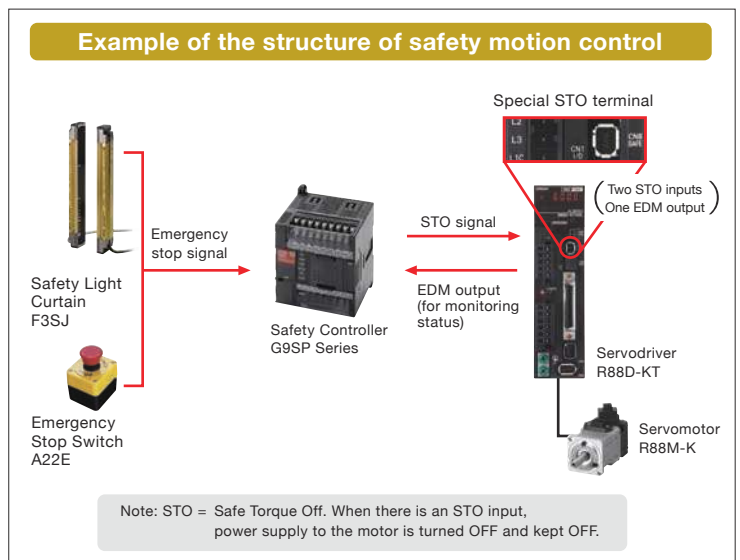 Example of the structure of safety motion control
Special STO terminal
L2
L3
L1C
CNT
I/O
CN8
SAFE
(Two STO inputs
One EDM output)
Emergency
stop signal
STO signal
EDM output
(for monitoring
status)
Safety Light
Curtain
F3SJ
Safety Controller
G9SP Series
Emergency
Stop Switch
A22E
Servodriver
R88D-KT
Servomotor
R88M-K
Note: STO = Safe Torque Off. When there is an STO input,
power supply to the motor is turned OFF and kept OFF.